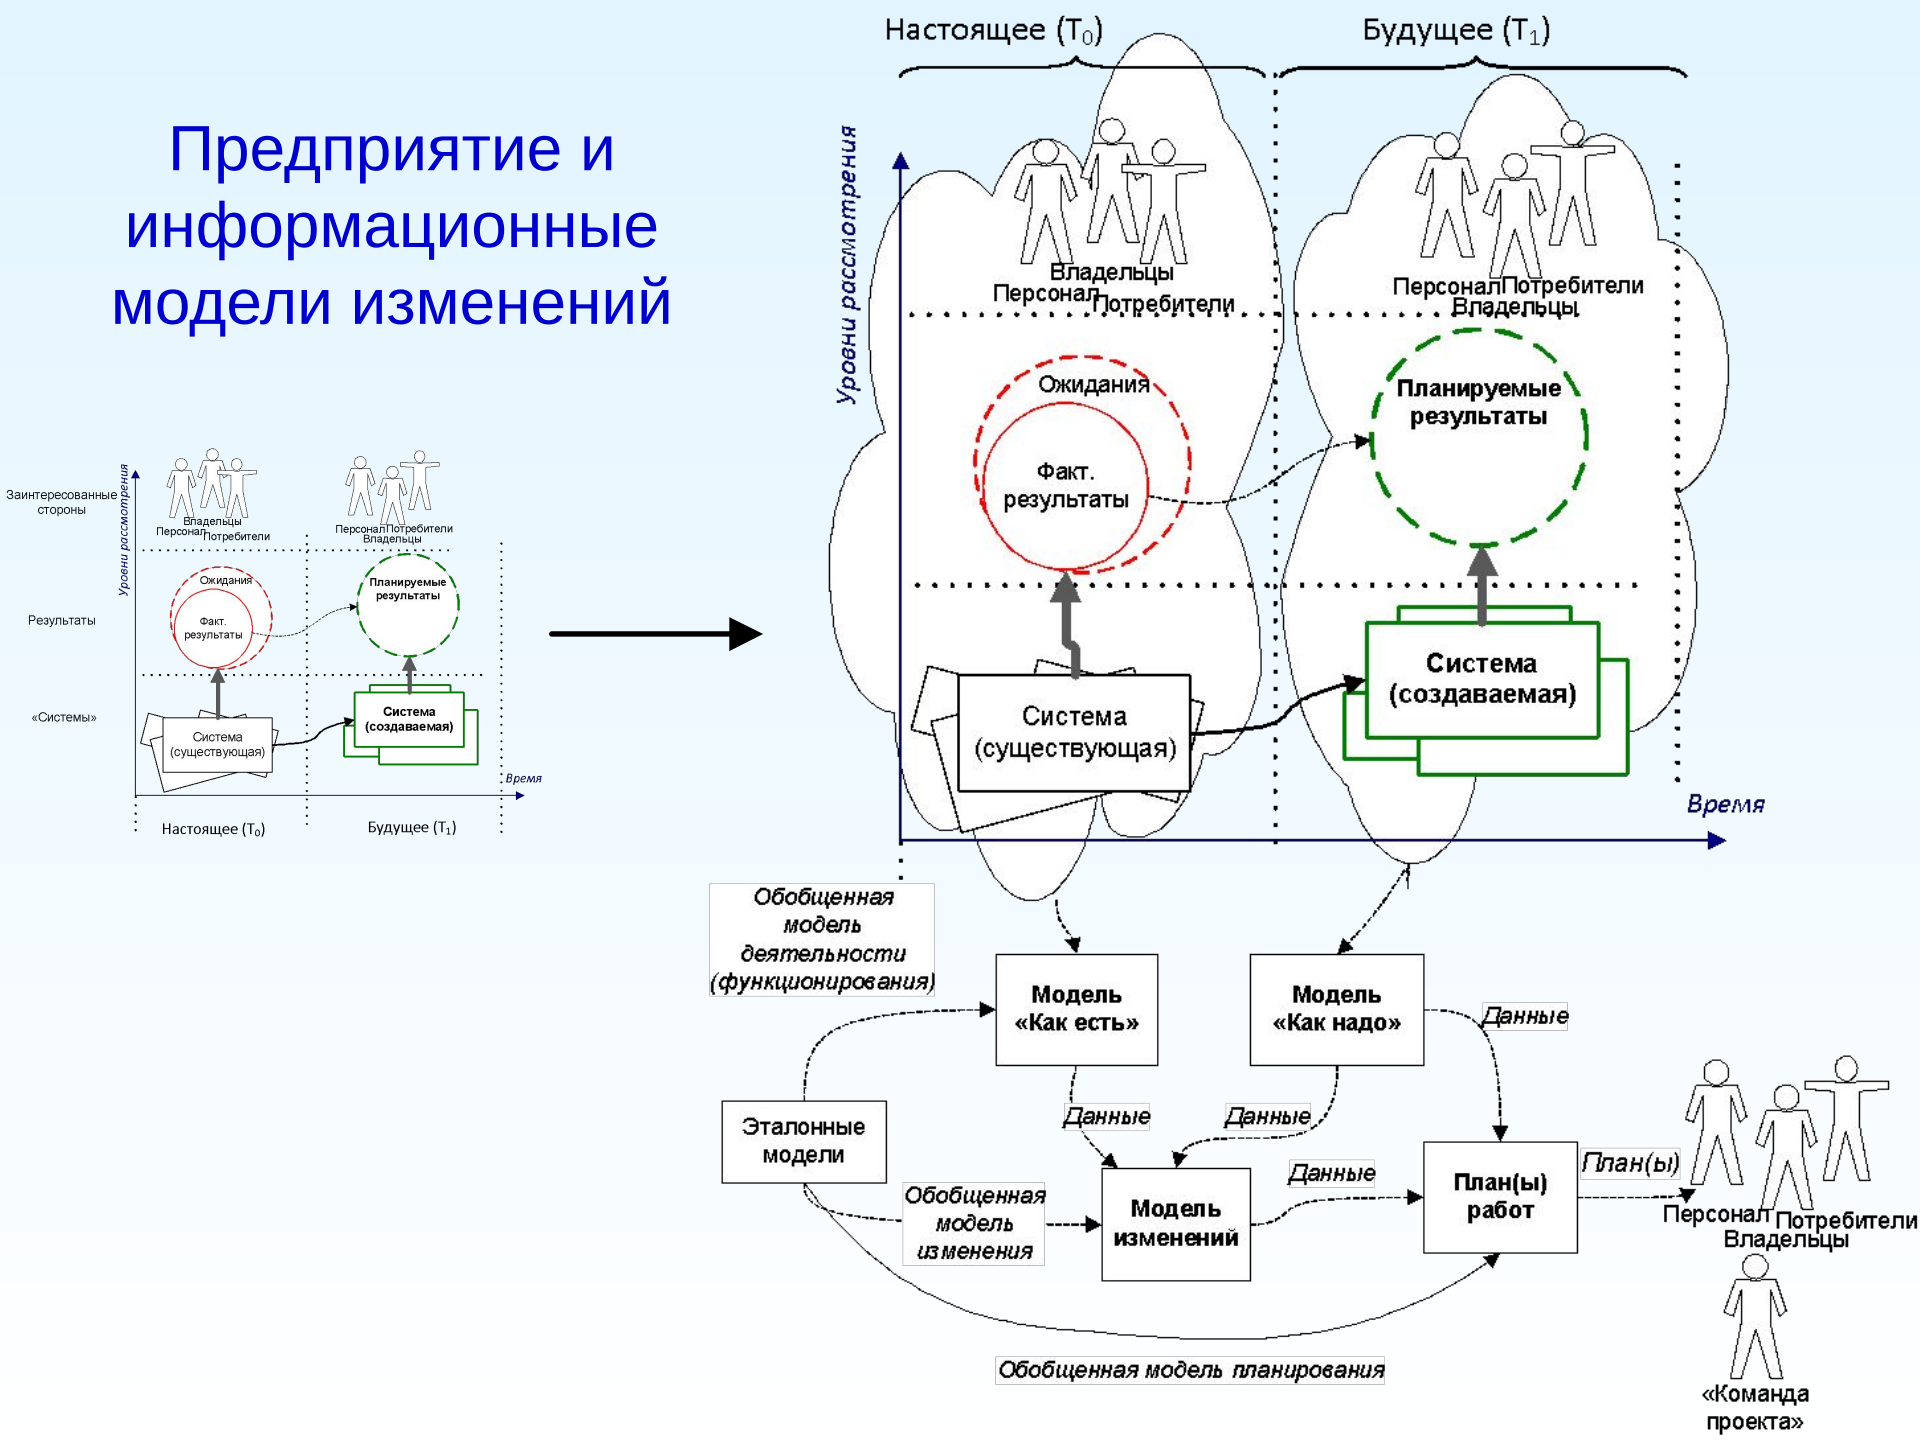 Предприятие и
информационные
модели изменений
Заинтересованные
стороны
Результаты
«Системы»
Уровни рассмотрения
Владельцы
Персонал
Потребители
Персонал
Потребители
Владельцы
Ожидания
Факт.
результаты
Планируемые
результаты
Система
(существующая)
Система
(создаваемая)
Время
Настоящее (T0)
Будущее (T1)
Настоящее (T0)
Будущее (T1)
Уровни рассмотрения
Владельцы
Персонал
Потребители
Персонал
Потребители
Владельцы
Ожидания
Факт.
результаты
Планируемые
результаты
Система
(существующая)
Система
(создаваемая)
Время
Обобщенная
модель
деятельности
(функционирования)
Модель
«Как есть»
Модель
«Как надо»
Данные
Данные
Данные
Эталонные
модели
Обобщенная
модель
изменения
Модель
изменений
Данные
План(ы)
работ
План(ы)
Персонал
Потребители
Владельцы
Обобщенная модель планирования
«Команда
проекта»